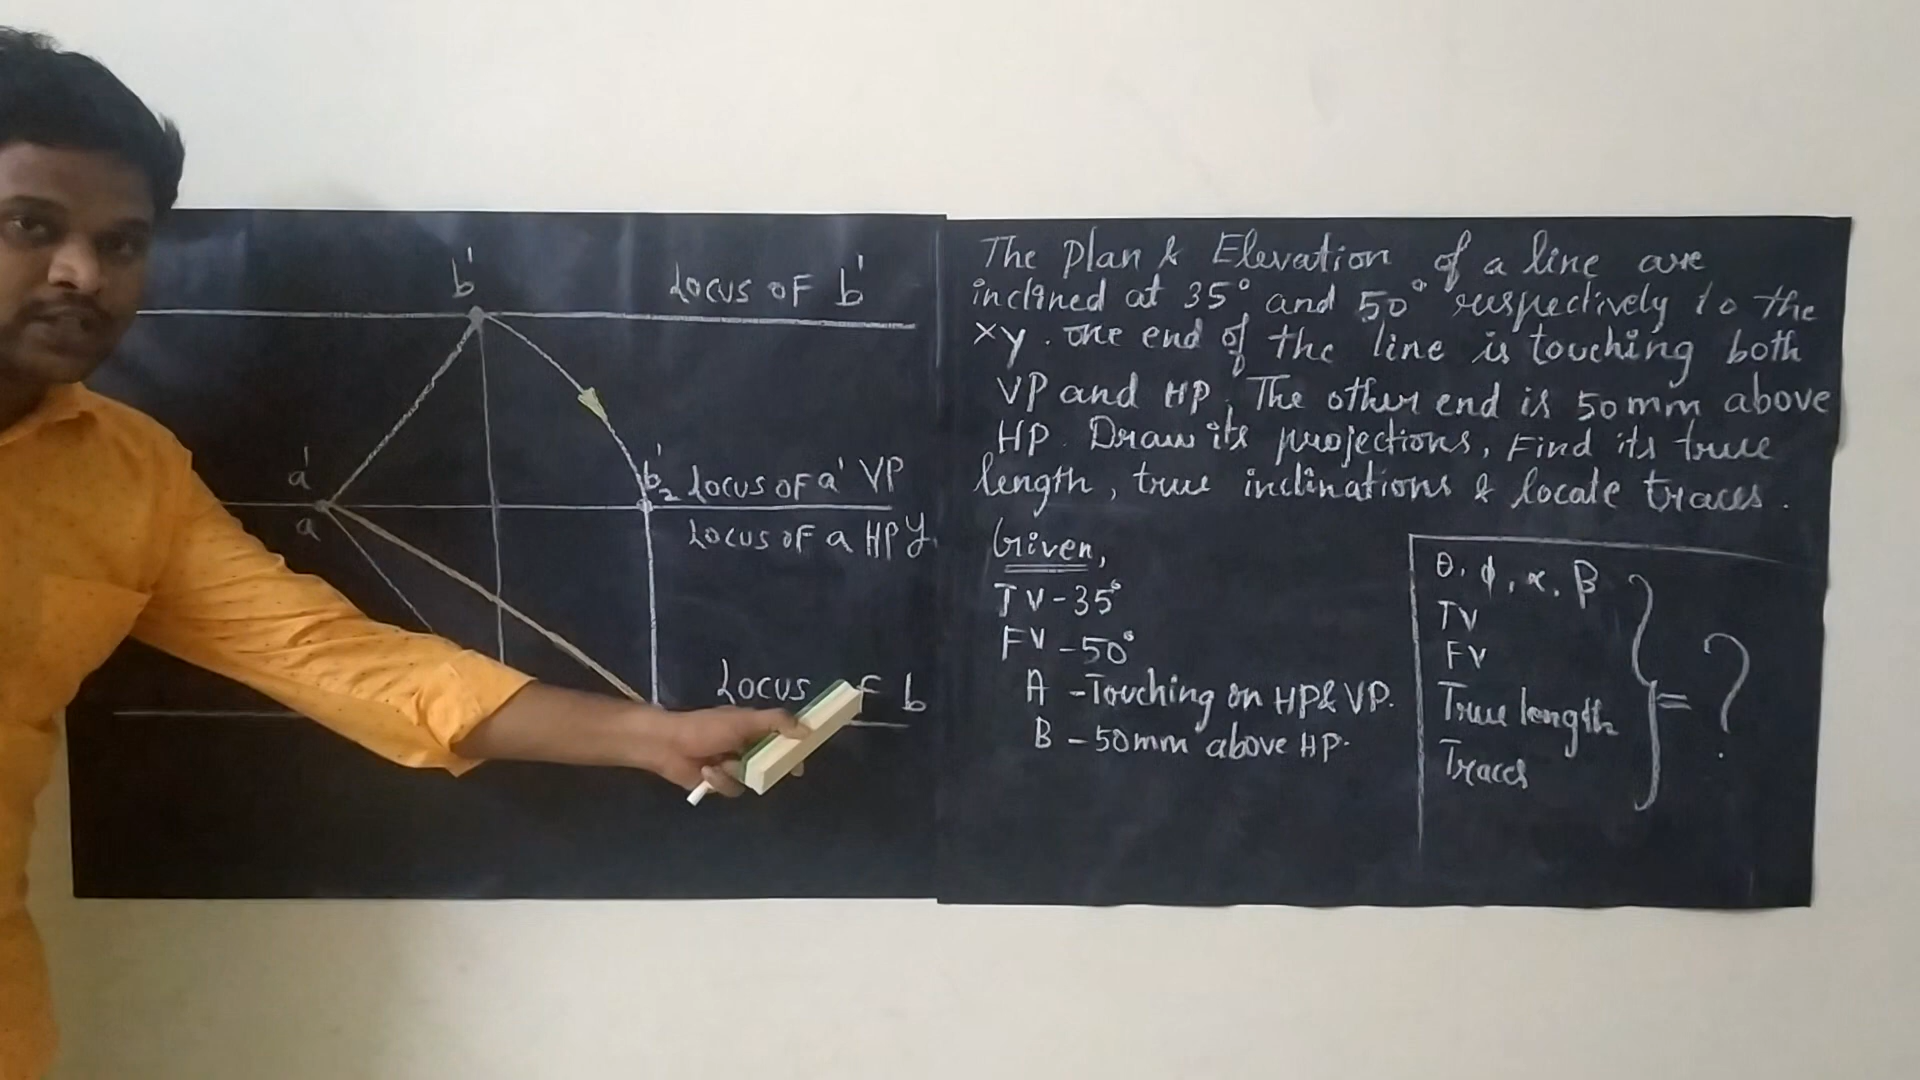 b'
Locus OF b'
a'
b'2 Locus OF a' VP
a
Locus OF a HP y
Locus OF b
The Plan & Elevation of a line are
inclined at 35° and 50° respectively to the
xy. one end of the line is touching both
VP and HP. The other end is 50mm above
HP. Draw its projections, Find its true
length, true inclinations & locate traces.
Given,
TV - 35°
FV - 50°
A - Touching on HP & VP.
B - 50mm above HP.
θ, φ, α, β
TV
FV
True length
Traces
= ?